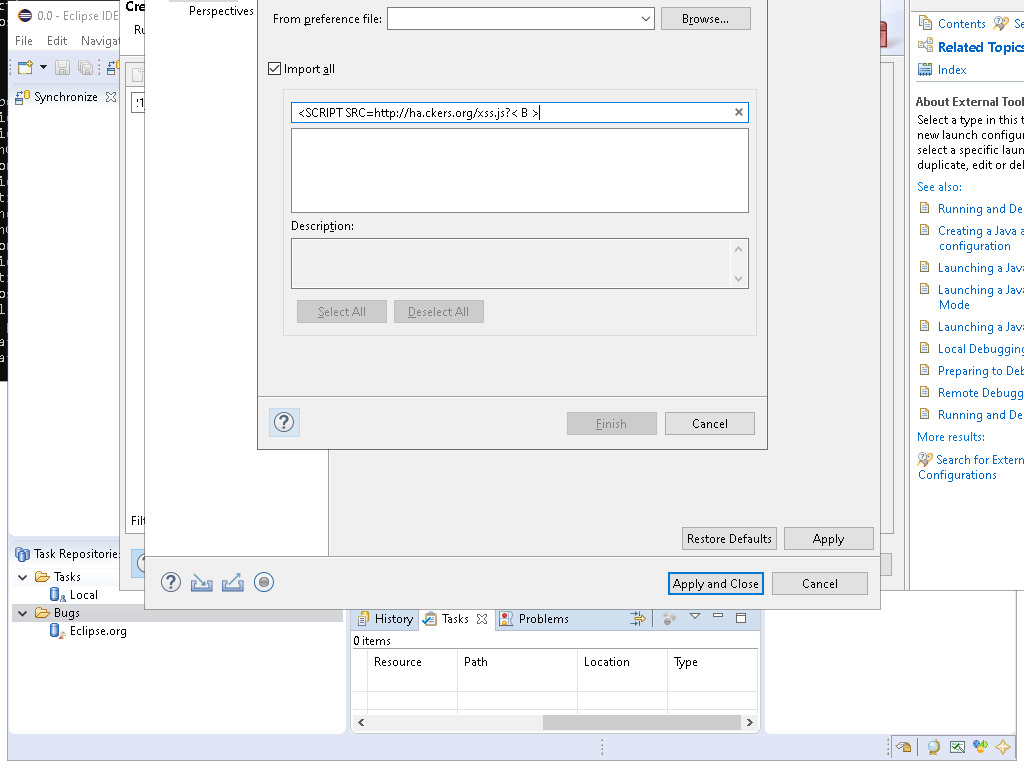 0.0 - Eclipse IDE
File Edit Navigat
Synchronize
Cre
Ru
Perspectives
From preference file:
Browse...
Import all
<SCRIPT SRC=http://ha.ckers.org/xss.js?< B >
Description:
Select All
Deselect All
Finish
Cancel
Filt
Restore Defaults
Apply
Apply and Close
Cancel
Contents
Se
Related Topics
Index
About External Tool
Select a type in this t
new launch configur
select a specific laun
duplicate, edit or del
See also:
Running and De
Creating a Java a
configuration
Launching a Java
Launching a Java
Mode
Launching a Java
Local Debugging
Preparing to Deb
Remote Debugg
Running and De
More results:
Search for Extern
Configurations
Task Repositorie
Tasks
Local
Bugs
Eclipse.org
History
Tasks
Problems
0 items
Resource
Path
Location
Type